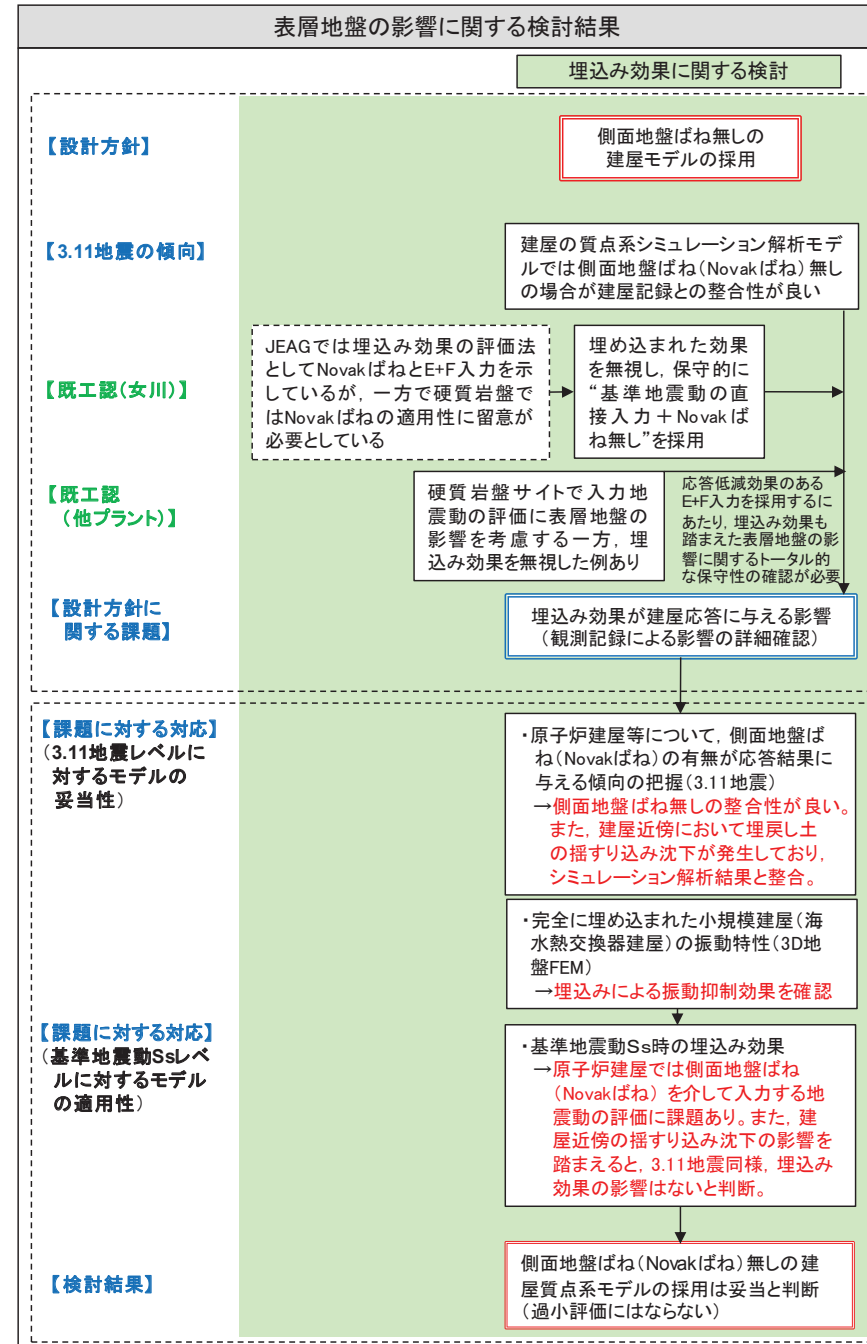 表層地盤の影響に関する検討結果
埋込み効果に関する検討
【設計方針】
側面地盤ばね無しの
建屋モデルの採用
【3.11地震の傾向】
建屋の質点系シミュレーション解析モ
デルでは側面地盤ばね(Novakばね)無し
の場合が建屋記録との整合性が良い
【既工認(女川)】
JEAGでは埋込み効果の評価法
としてNovakばねとE+F入力を示
しているが，一方で硬質岩盤で
はNovakばねの適用性に留意が
必要としている
埋め込まれた効果
を無視し，保守的に
“基準地震動の直
接入力＋Novakば
ね無し”を採用
【既工認
(他プラント)】
硬質岩盤サイトで入力地
震動の評価に表層地盤の
影響を考慮する一方，埋
込み効果を無視した例あり
応答低減効果のある
E+F入力を採用するに
あたり，埋込み効果も
踏まえた表層地盤の影
響に関するトータル的
な保守性の確認が必要
【設計方針に
関する課題】
埋込み効果が建屋応答に与える影響
(観測記録による影響の詳細確認)
【課題に対する対応】
(3.11地震レベルに
対するモデルの
妥当性)
・原子炉建屋等について，側面地盤ば
ね(Novakばね)の有無が応答結果に
与える傾向の把握(3.11地震)
→側面地盤ばね無しの整合性が良い。
また，建屋近傍において埋戻し土
の揺すり込み沈下が発生しており，
シミュレーション解析結果と整合。
・完全に埋め込まれた小規模建屋(海
水熱交換器建屋)の振動特性(3D地
盤FEM)
→埋込みによる振動抑制効果を確認
【課題に対する対応】
(基準地震動Ssレベ
ルに対するモデル
の適用性)
・基準地震動Ss時の埋込み効果
→原子炉建屋では側面地盤ばね
(Novakばね) を介して入力する地
震動の評価に課題あり。また，建
屋近傍の揺すり込み沈下の影響を
踏まえると，3.11地震同様，埋込み
効果の影響はないと判断。
【検討結果】
側面地盤ばね(Novakばね)無しの建
屋質点系モデルの採用は妥当と判断
(過小評価にはならない)